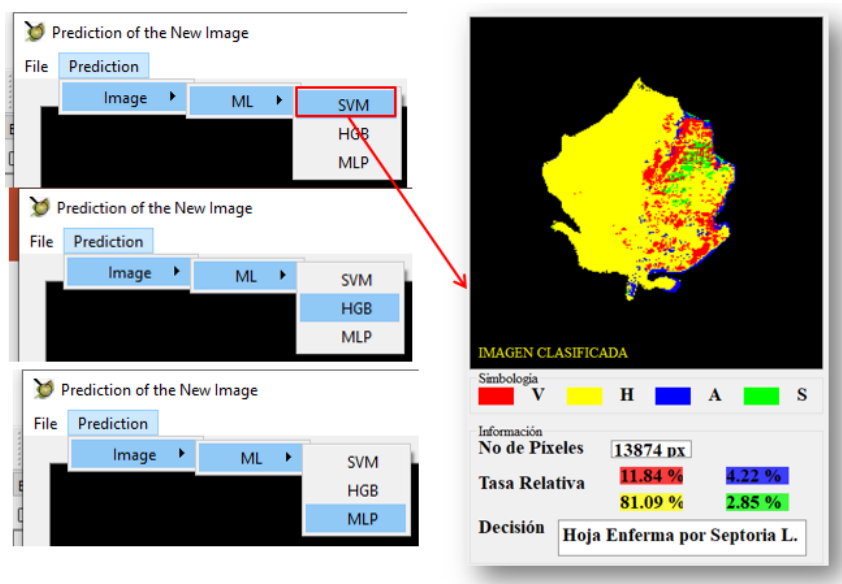 Prediction of the New Image
File Prediction
Image ML SVM
HGB
MLP
Prediction of the New Image
File Prediction
Image ML SVM
HGB
MLP
Prediction of the New Image
File Prediction
Image ML SVM
HGB
MLP
IMAGEN CLASIFICADA
Simbología
V H A S
Información
No de Píxeles 13874 px
Tasa Relativa 11.84 % 4.22 %
81.09 % 2.85 %
Decisión Hoja Enferma por Septoria L.